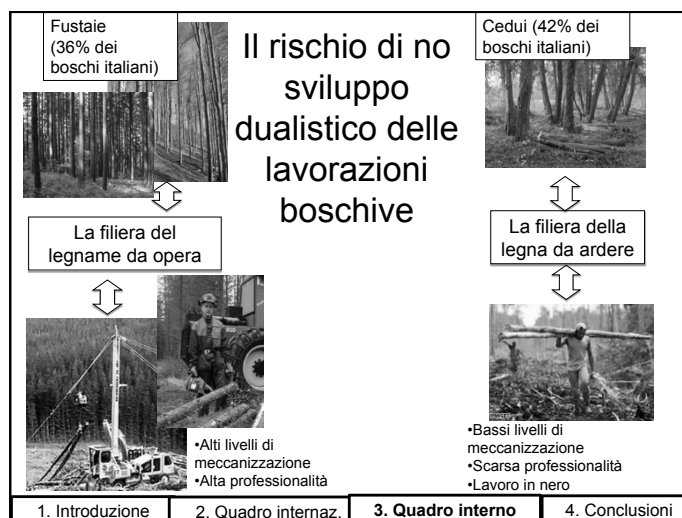 Fustaie
(36% dei
boschi italiani)
Il rischio di no
sviluppo
dualistico delle
lavorazioni
boschive
Cedui (42% dei
boschi italiani)
La filiera del
legname da opera
La filiera della
legna da ardere
•Alti livelli di
meccanizzazione
•Alta professionalità
•Bassi livelli di
meccanizzazione
•Scarsa professionalità
•Lavoro in nero
1. Introduzione
2. Quadro internaz.
3. Quadro interno
4. Conclusioni